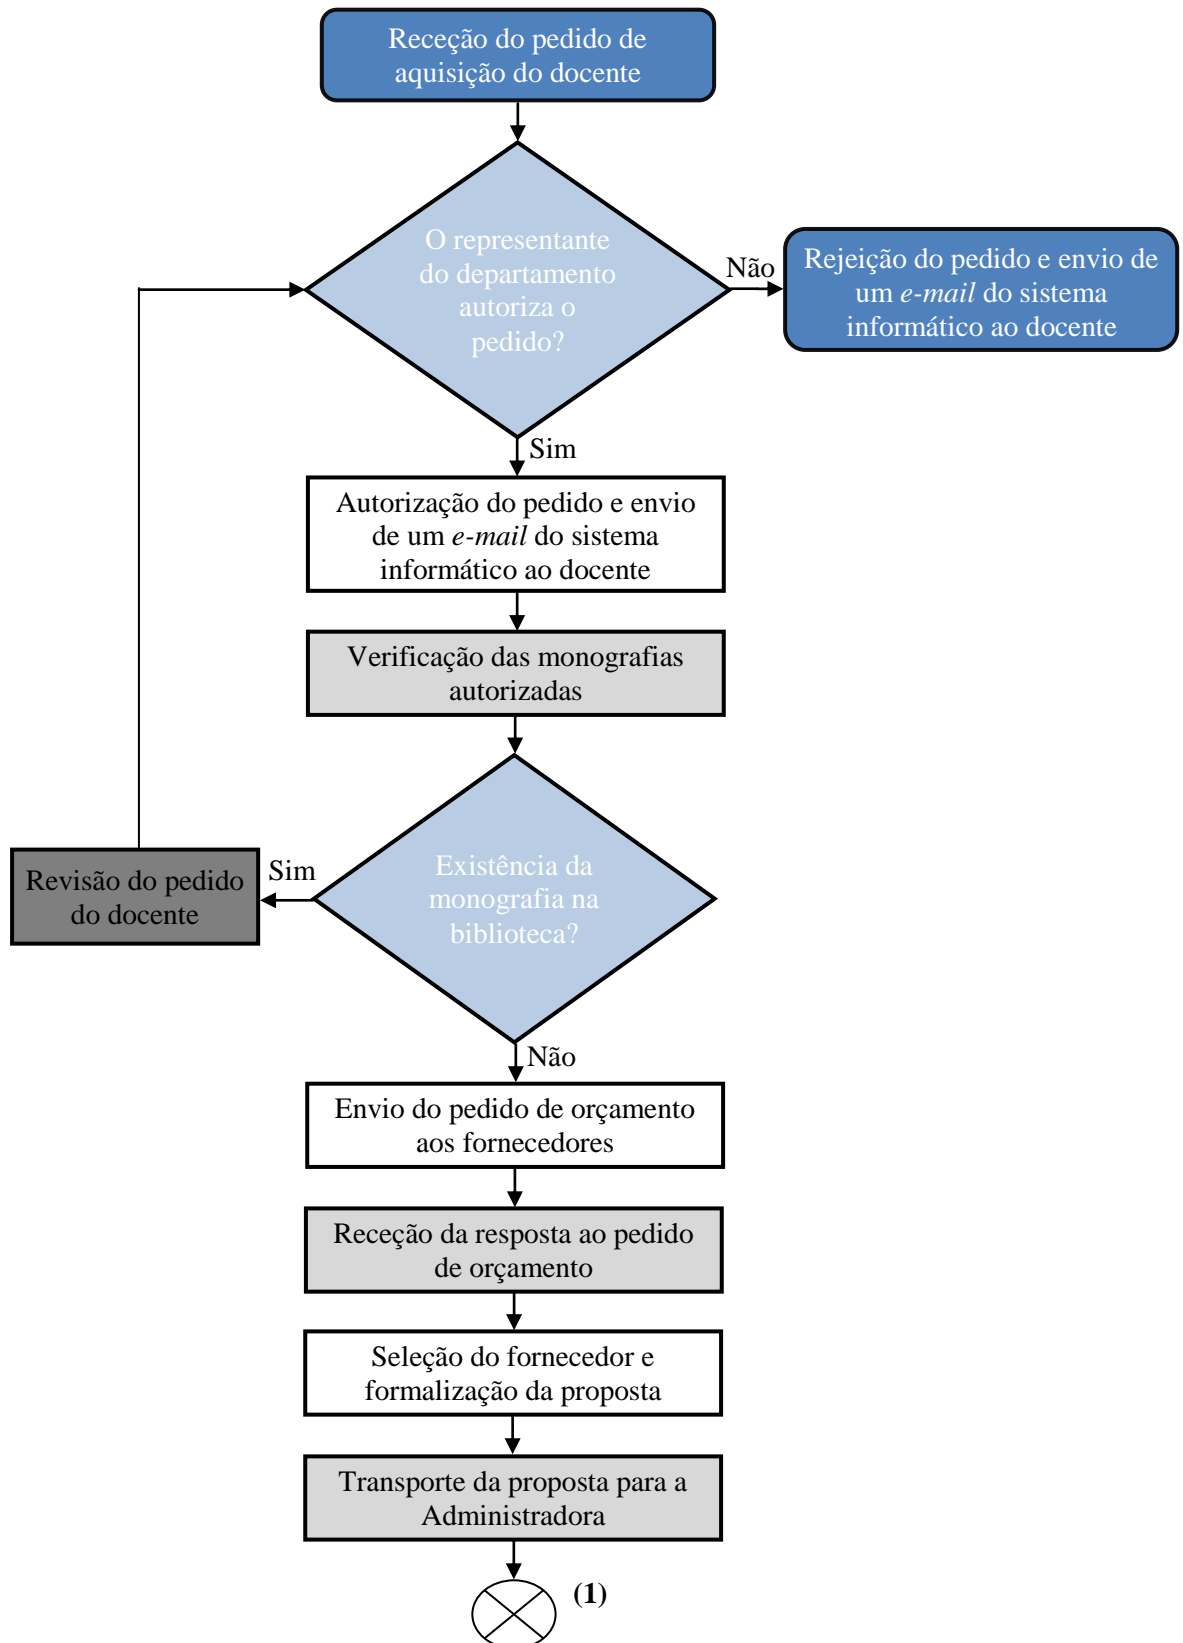 Receção do pedido de
aquisição do docente
O representante
do departamento
autoriza o
pedido?
Não
Rejeição do pedido e envio de
um e-mail do sistema
informático ao docente
Sim
Autorização do pedido e envio
de um e-mail do sistema
informático ao docente
Verificação das monografias
autorizadas
Existência da
monografia na
biblioteca?
Sim
Revisão do pedido
do docente
Não
Envio do pedido de orçamento
aos fornecedores
Receção da resposta ao pedido
de orçamento
Seleção do fornecedor e
formalização da proposta
Transporte da proposta para a
Administradora
(1)